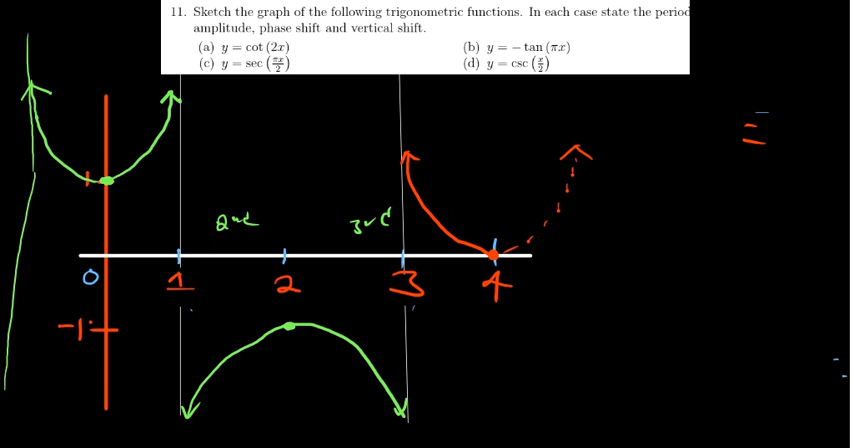 11. Sketch the graph of the following trigonometric functions. In each case state the period
amplitude, phase shift and vertical shift.
(a) y = cot (2x)
(b) y = − tan (πx)
(c) y = sec (πx/2)
(d) y = csc (x/2)
1
2nd
3rd
0 1 2 3 4
-1
=